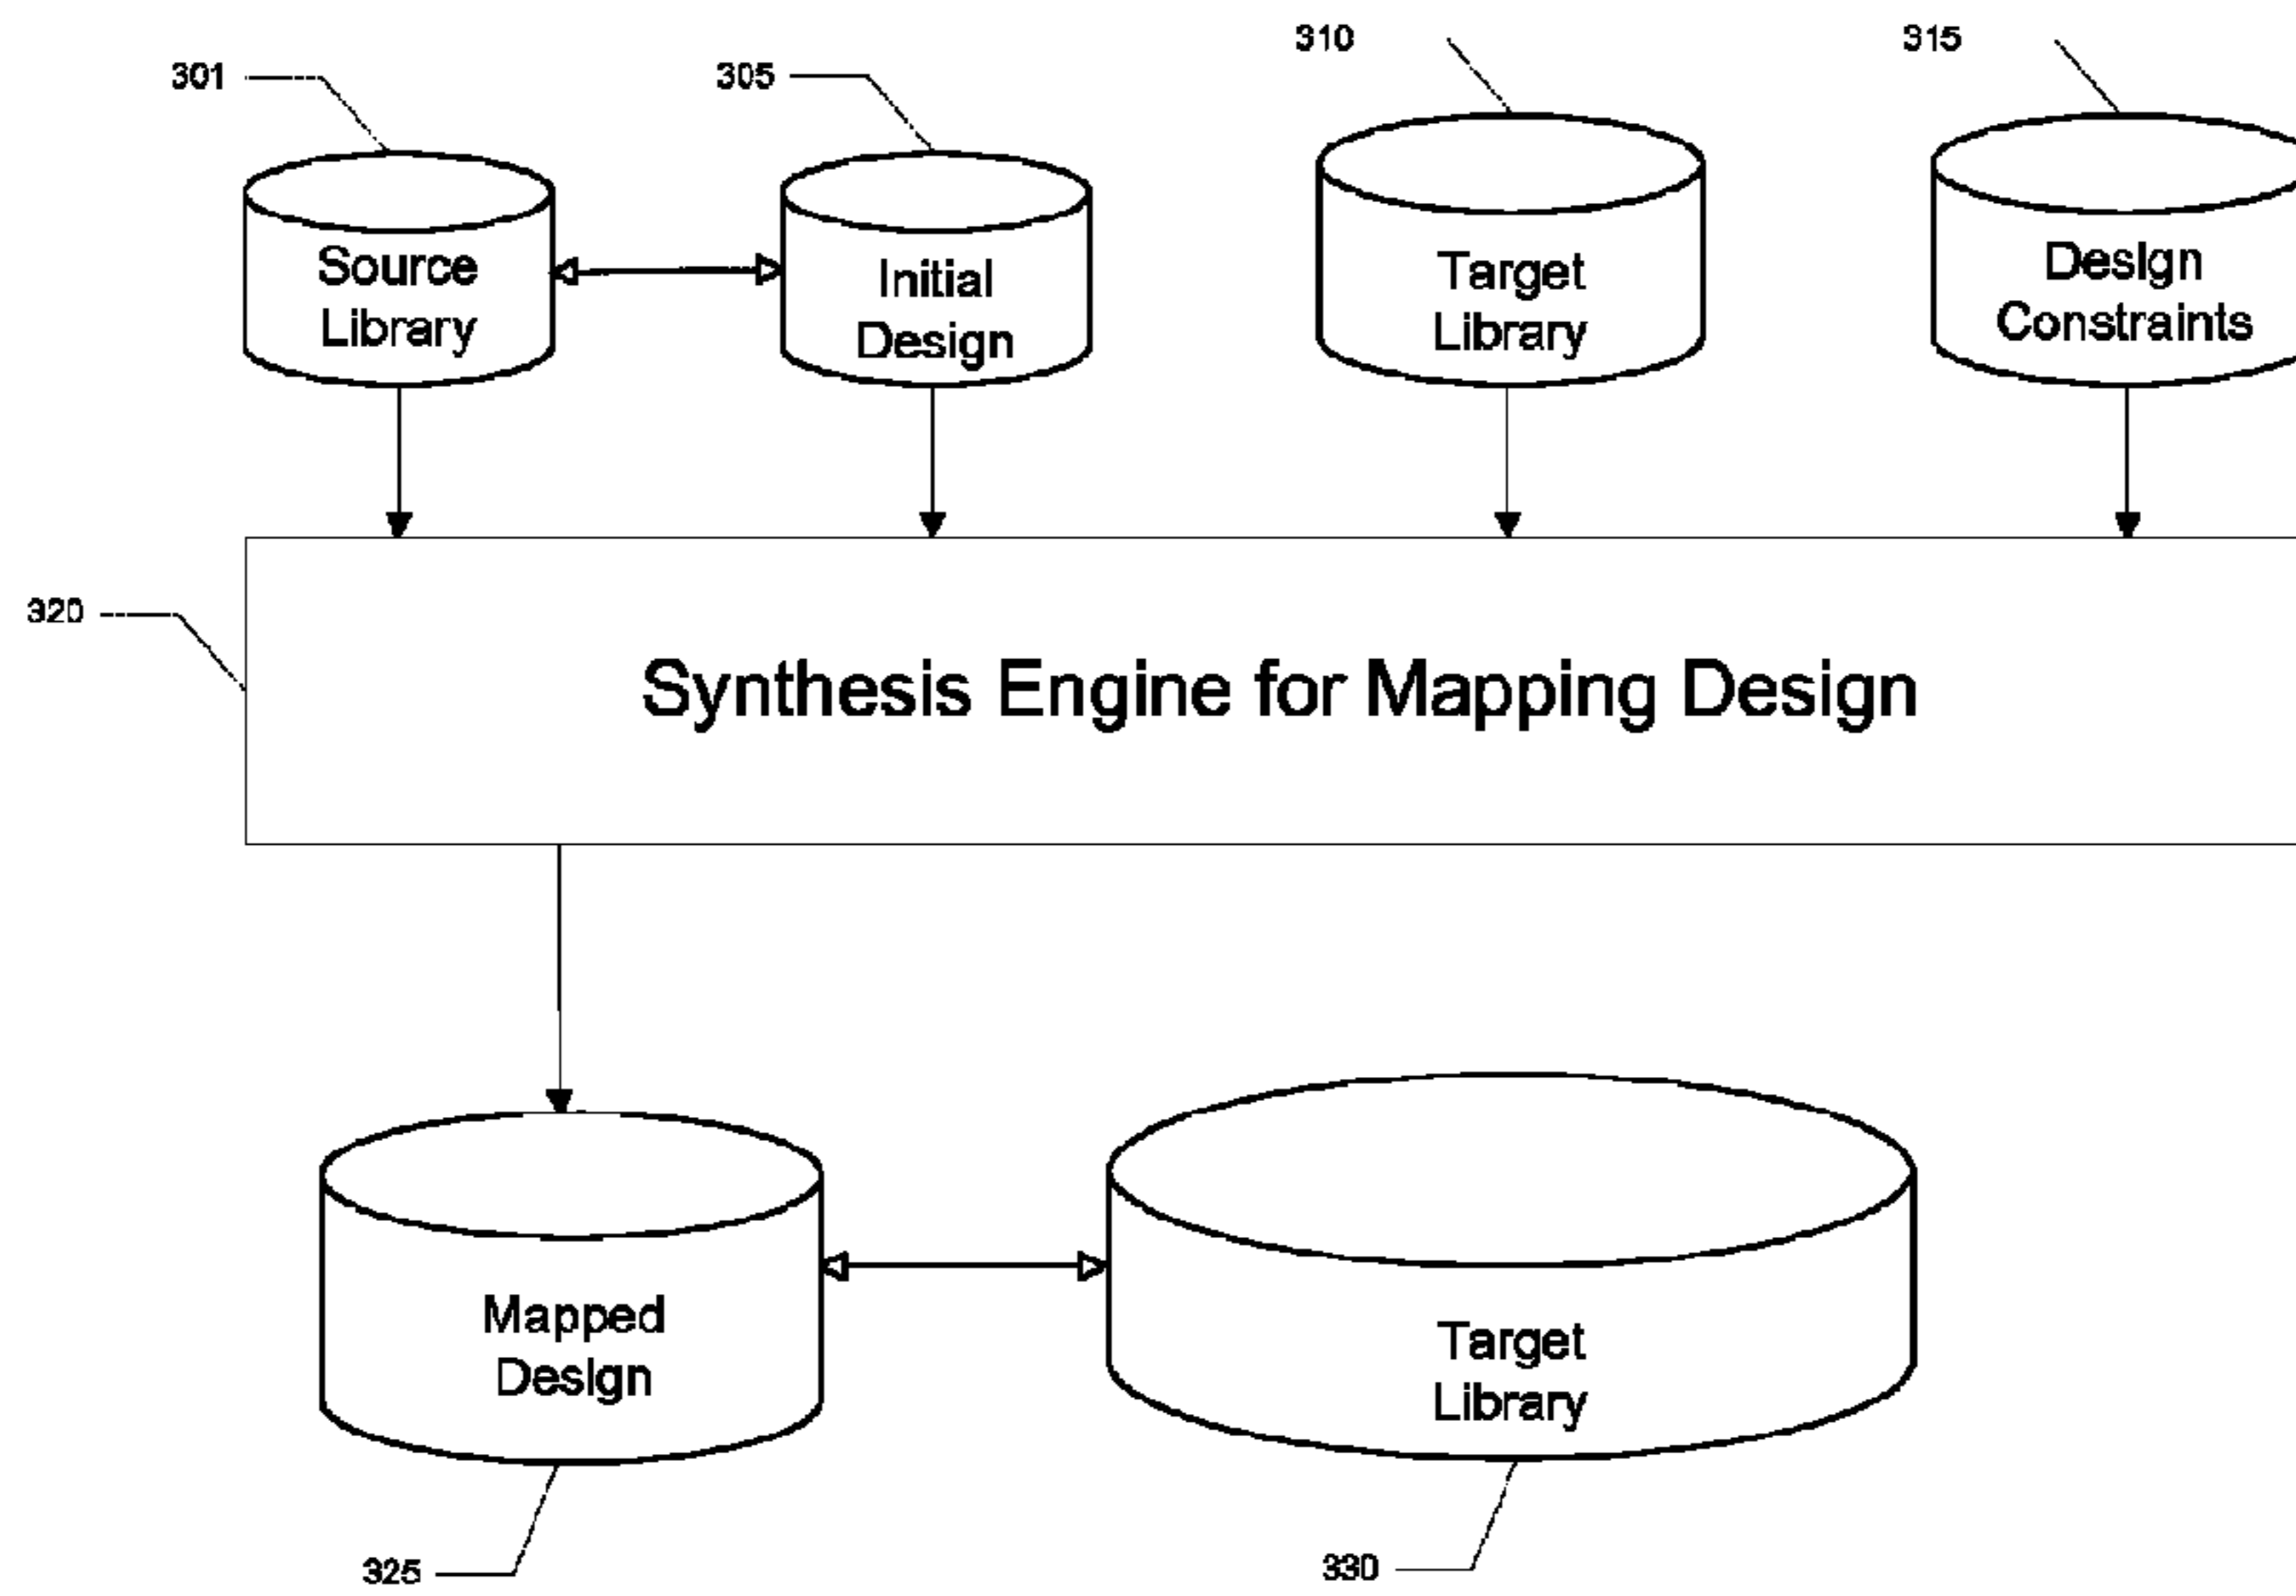 310
315
301
305
Source
Library
Initial
Design
Target
Library
Design
Constraints
320
Synthesis Engine for Mapping Design
Mapped
Design
Target
Library
325
330